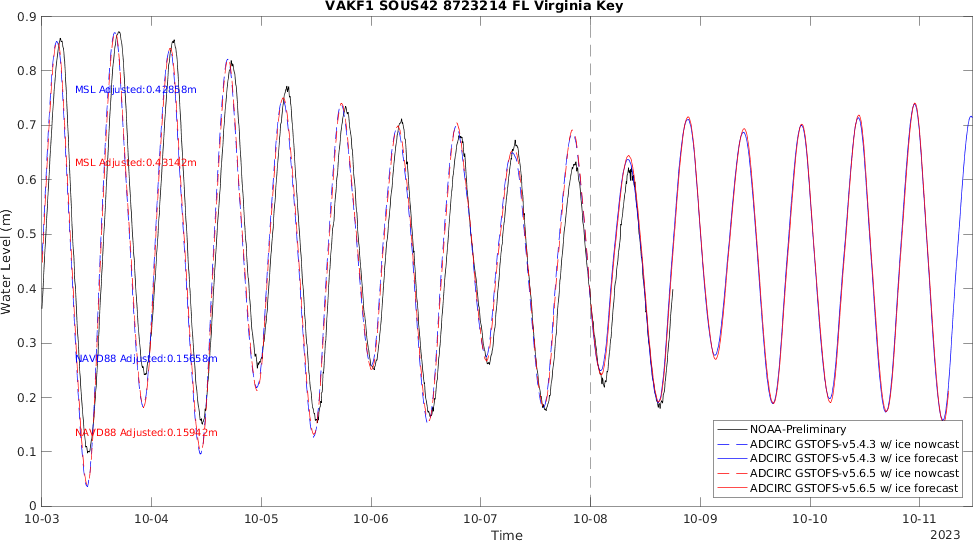 VAKF1 SOUS42 8723214 FL Virginia Key
0.9
0.8
0.7
0.6
0.5
0.4
0.3
0.2
0.1
0
Water Level (m)
MSL Adjusted:0.42858m
MSL Adjusted:0.43142m
NAVD88 Adjusted:0.15658m
NAVD88 Adjusted:0.15942m
NOAA-Preliminary
ADCIRC GSTOFS-v5.4.3 w/ ice nowcast
ADCIRC GSTOFS-v5.4.3 w/ ice forecast
ADCIRC GSTOFS-v5.6.5 w/ ice nowcast
ADCIRC GSTOFS-v5.6.5 w/ ice forecast
10-03 10-04 10-05 10-06 10-07 10-08 10-09 10-10 10-11
Time
2023